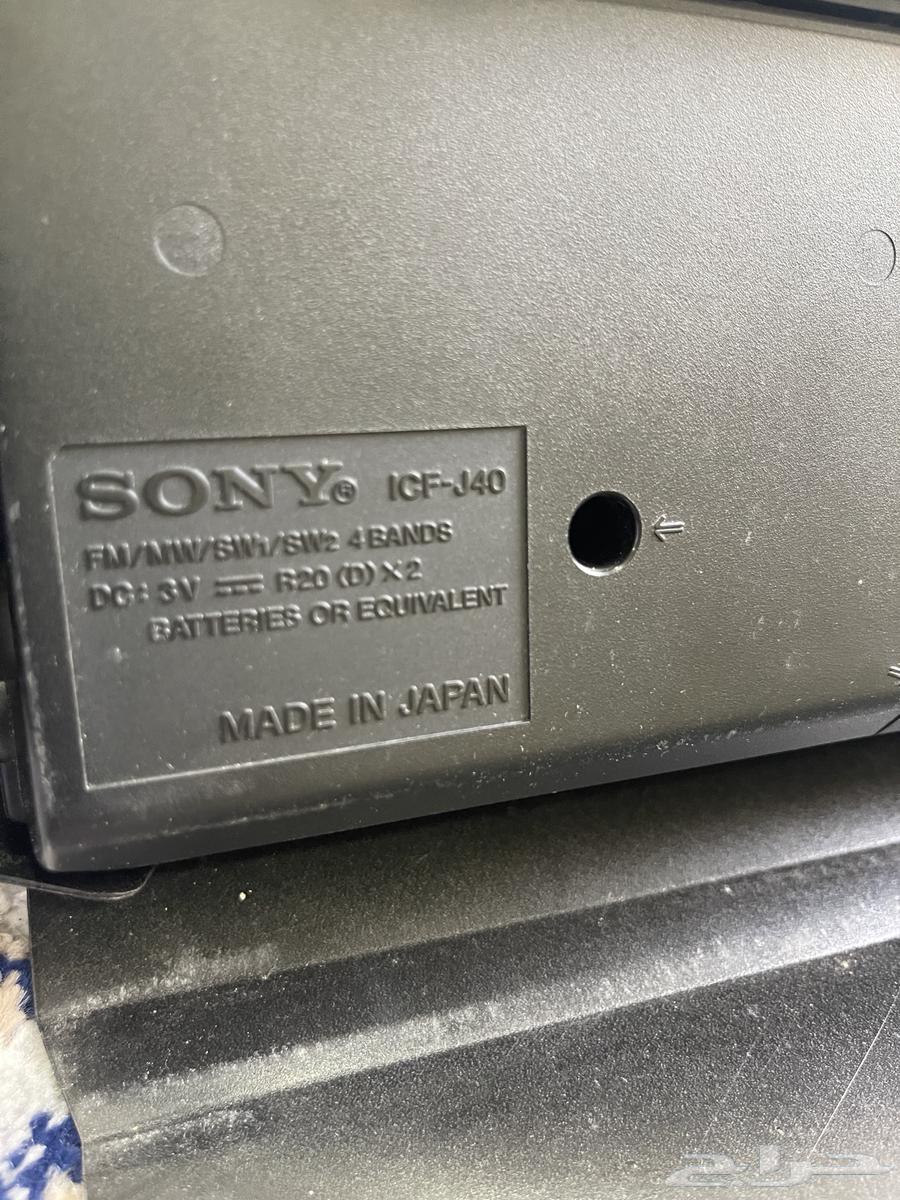 SONY® ICF-J40
FM/MW/SW1/SW2 4 BANDS
DC: 3V ⎓ R20 (D) × 2
BATTERIES OR EQUIVALENT
MADE IN JAPAN
حراج